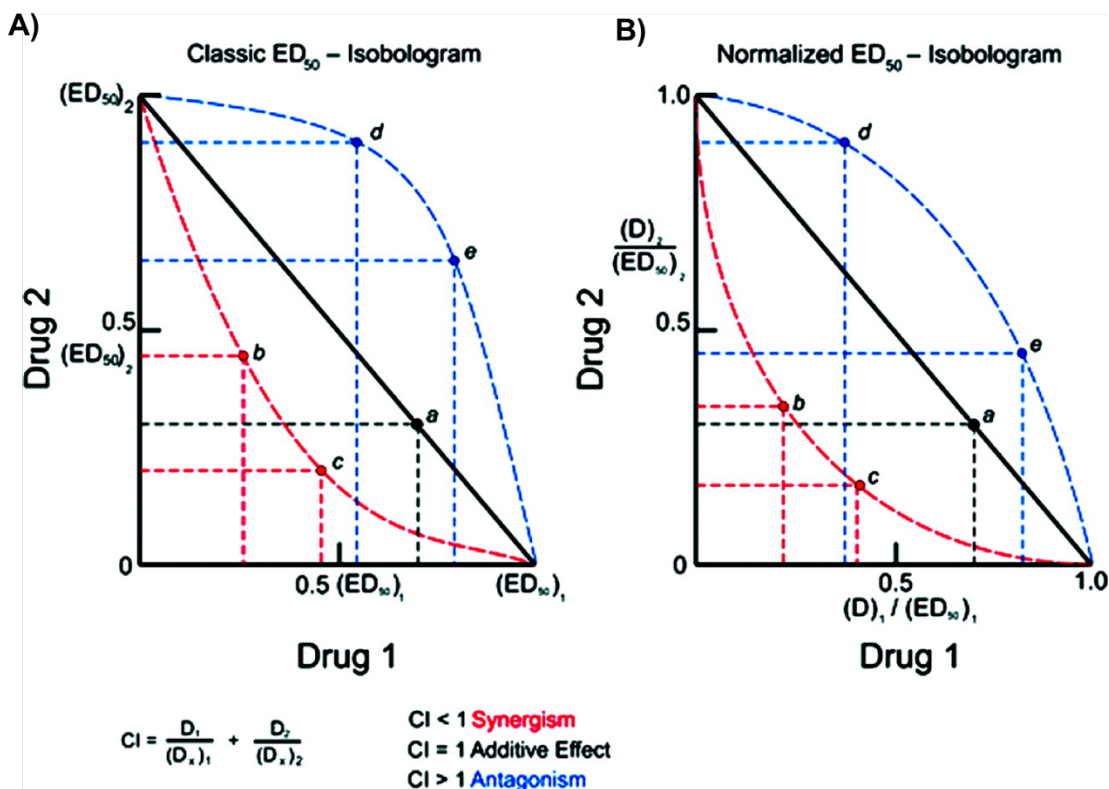 A)
Classic ED₅₀ – Isobologram
(ED₅₀)₂
d
e
0.5
(ED₅₀)₂
b
a
c
0
0.5 (ED₅₀)₁
(ED₅₀)₁
Drug 2
Drug 1
B)
Normalized ED₅₀ – Isobologram
1.0
d
(D)₂
(ED₅₀)₂
0.5
e
b
a
c
0
0.5
1.0
(D)₁ / (ED₅₀)₁
Drug 2
Drug 1
CI = D₁ / (Dₓ)₁ + D₂ / (Dₓ)₂
CI < 1 Synergism
CI = 1 Additive Effect
CI > 1 Antagonism